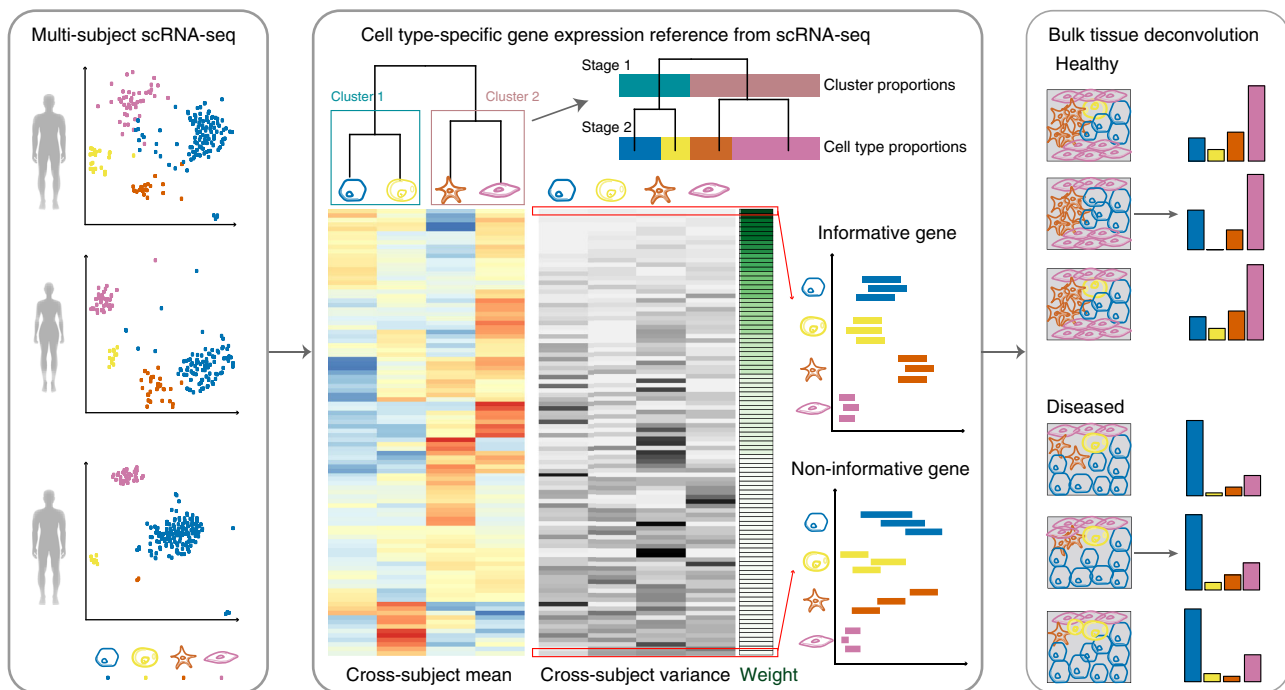 Multi-subject scRNA-seq
Cell type-specific gene expression reference from scRNA-seq
Stage 1
Cluster 1
Cluster 2
Cluster proportions
Stage 2
Cell type proportions
Informative gene
Non-informative gene
Cross-subject mean
Cross-subject variance
Weight
Bulk tissue deconvolution
Healthy
Diseased